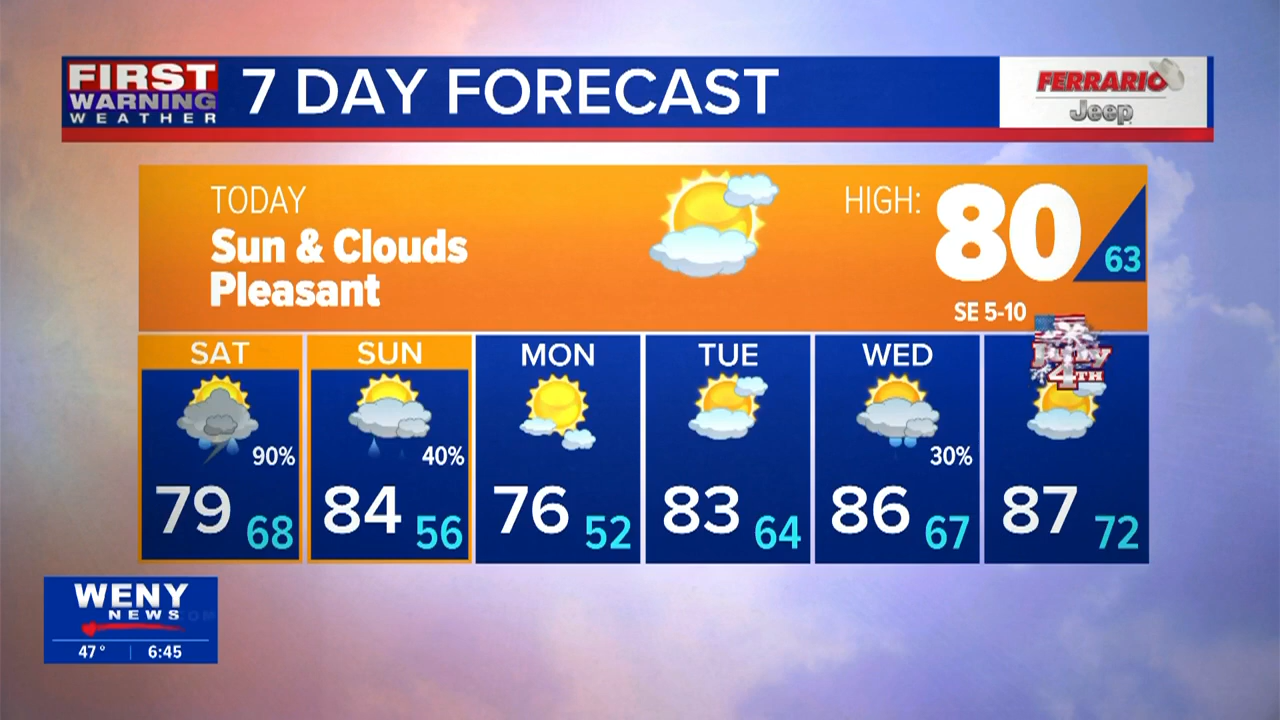 FIRST
WARNING
WEATHER
7 DAY FORECAST
FERRARIO
Jeep
TODAY
Sun & Clouds
Pleasant
HIGH:
80
63
SE 5-10
SAT
SUN
MON
TUE
WED
4TH
90%
40%
30%
79 68
84 56
76 52
83 64
86 67
87 72
WENY
NEWS
47° | 6:45